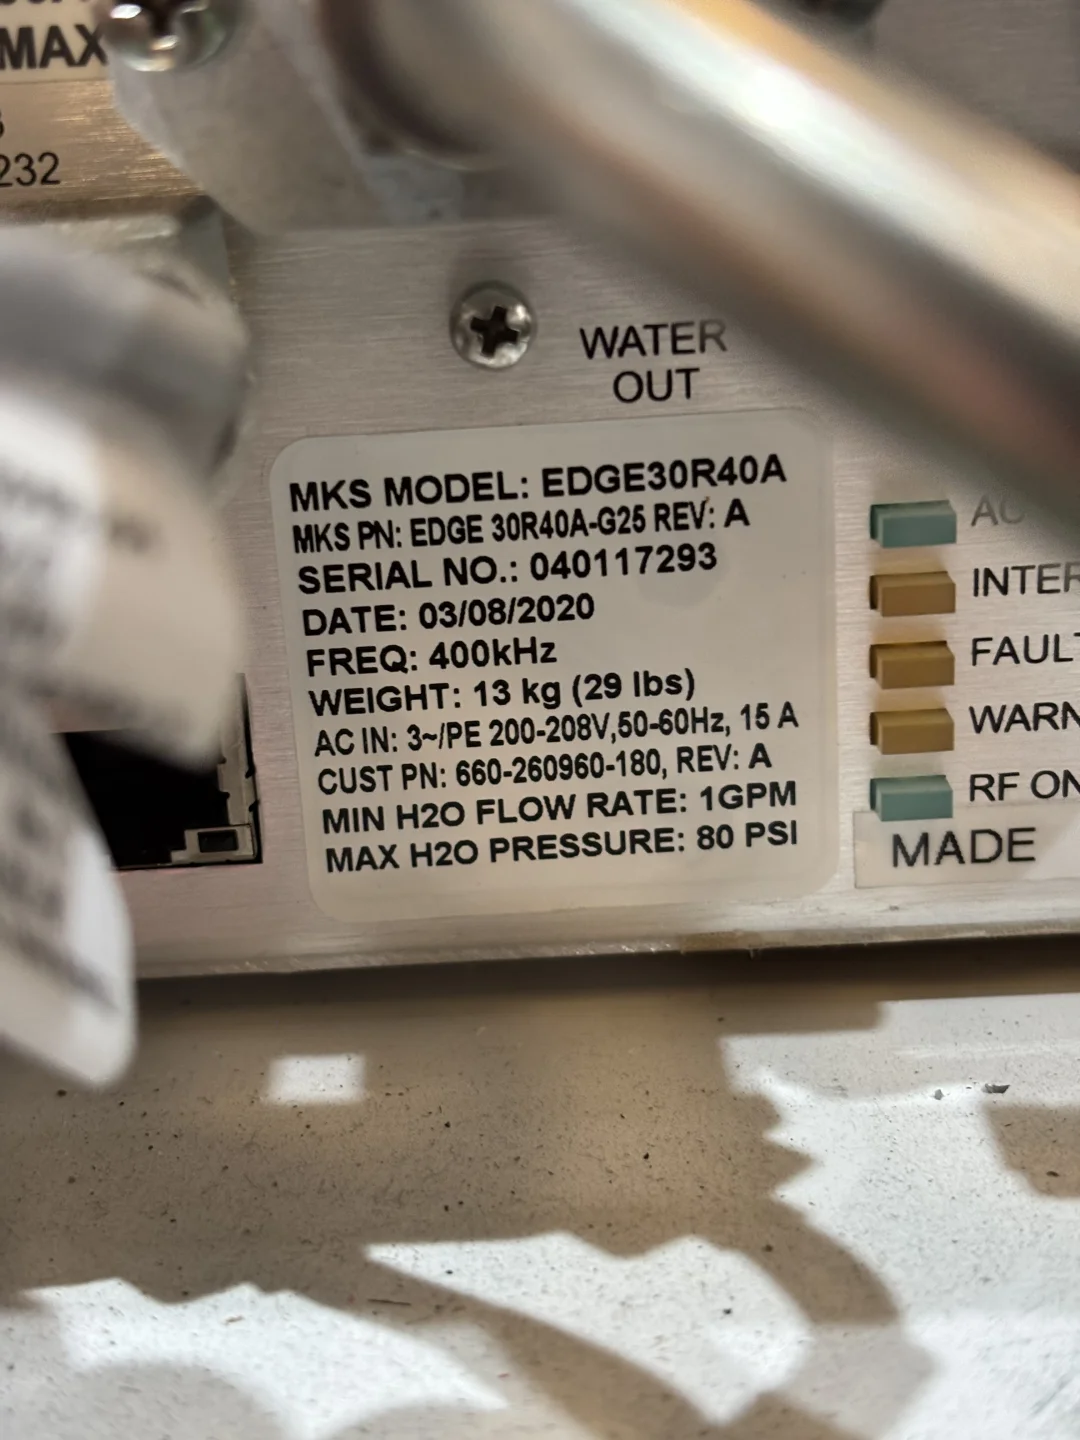 MAX
232
WATER
OUT
MKS MODEL: EDGE30R40A
MKS PN: EDGE 30R40A-G25 REV: A
SERIAL NO.: 040117293
DATE: 03/08/2020
FREQ: 400kHz
WEIGHT: 13 kg (29 lbs)
AC IN: 3~/PE 200-208V,50-60Hz, 15 A
CUST PN: 660-260960-180, REV: A
MIN H2O FLOW RATE: 1GPM
MAX H2O PRESSURE: 80 PSI
AC
INTER
FAULT
WARN
RF ON
MADE